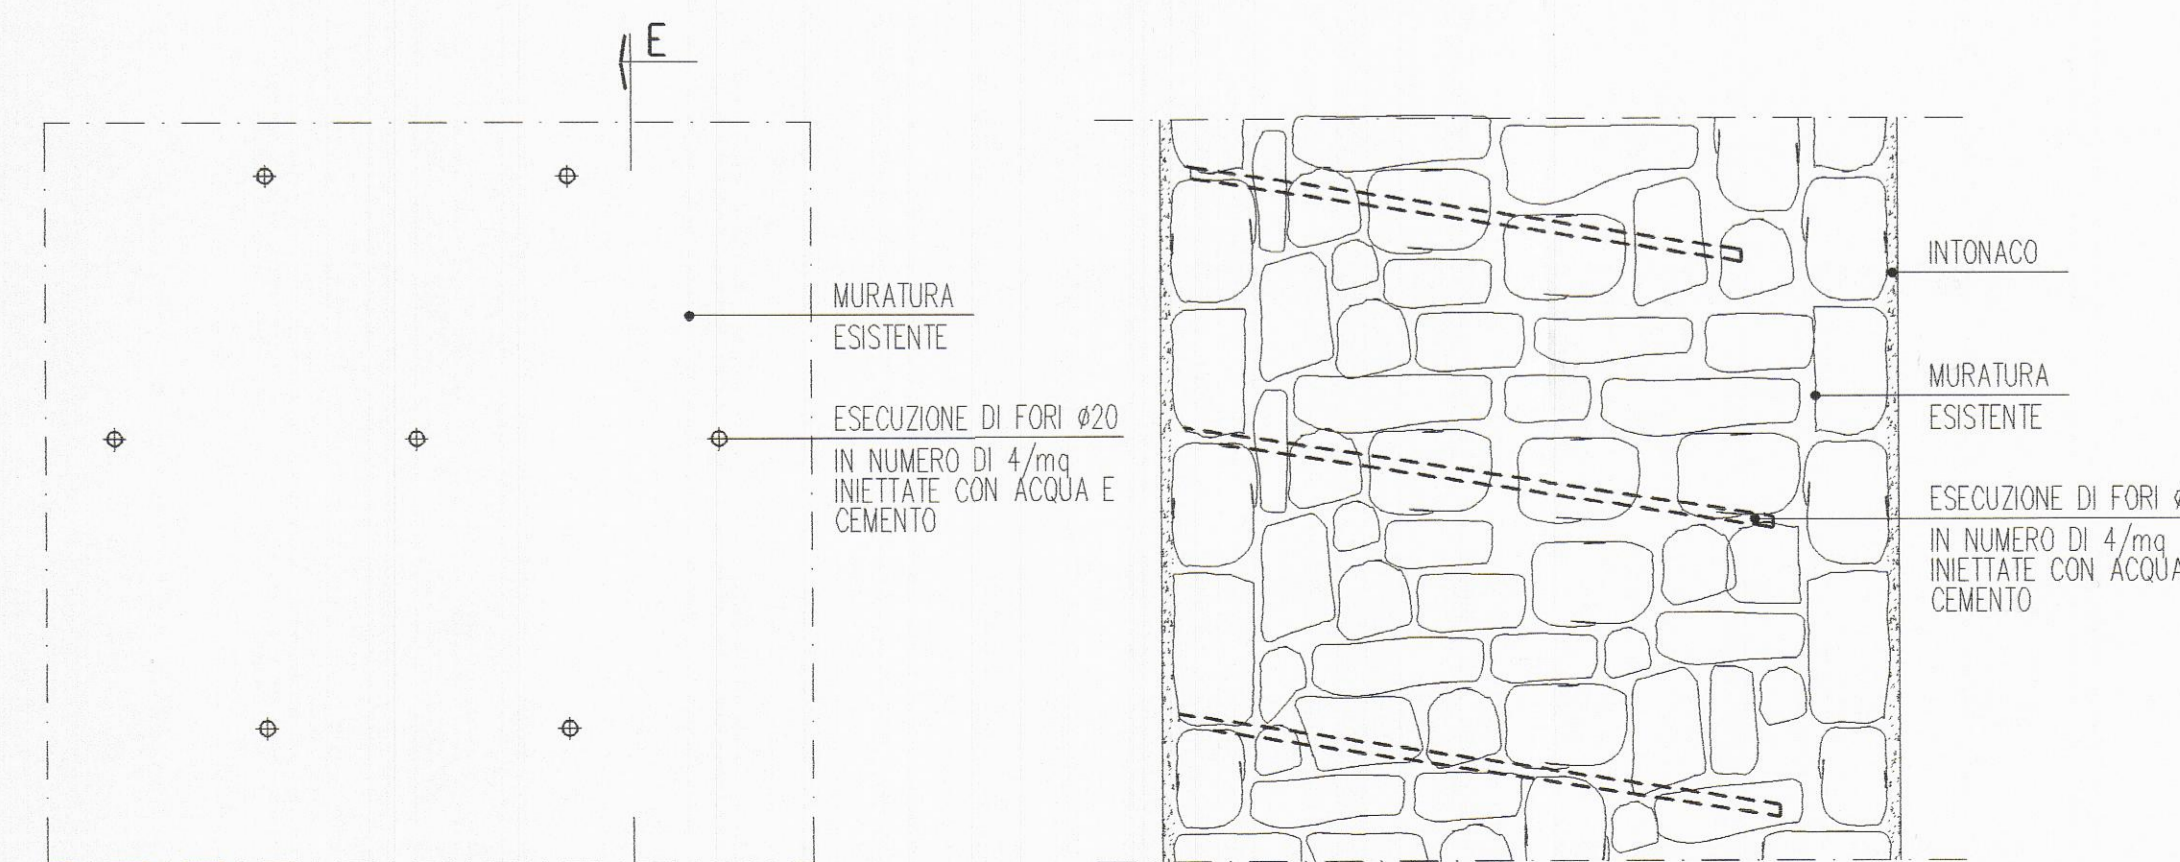 E
MURATURA
ESISTENTE
ESECUZIONE DI FORI ø20
IN NUMERO DI 4/mq
INIETTATE CON ACQUA E
CEMENTO
INTONACO
MURATURA
ESISTENTE
ESECUZIONE DI FORI ø
IN NUMERO DI 4/mq
INIETTATE CON ACQUA
CEMENTO